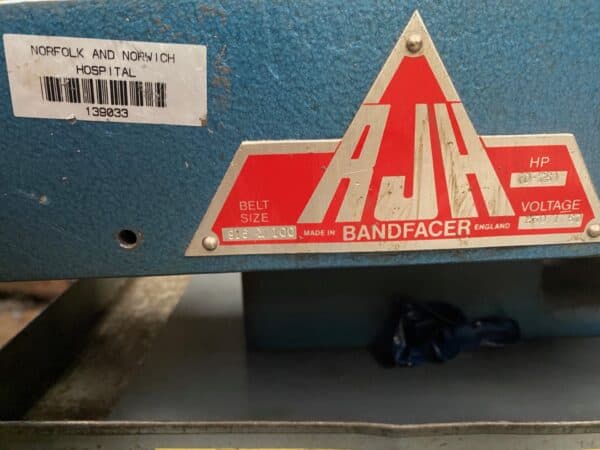 NORFOLK AND NORWICH
HOSPITAL
139033
RJH
HP
BELT
SIZE
VOLTAGE
MADE IN BANDFACER ENGLAND